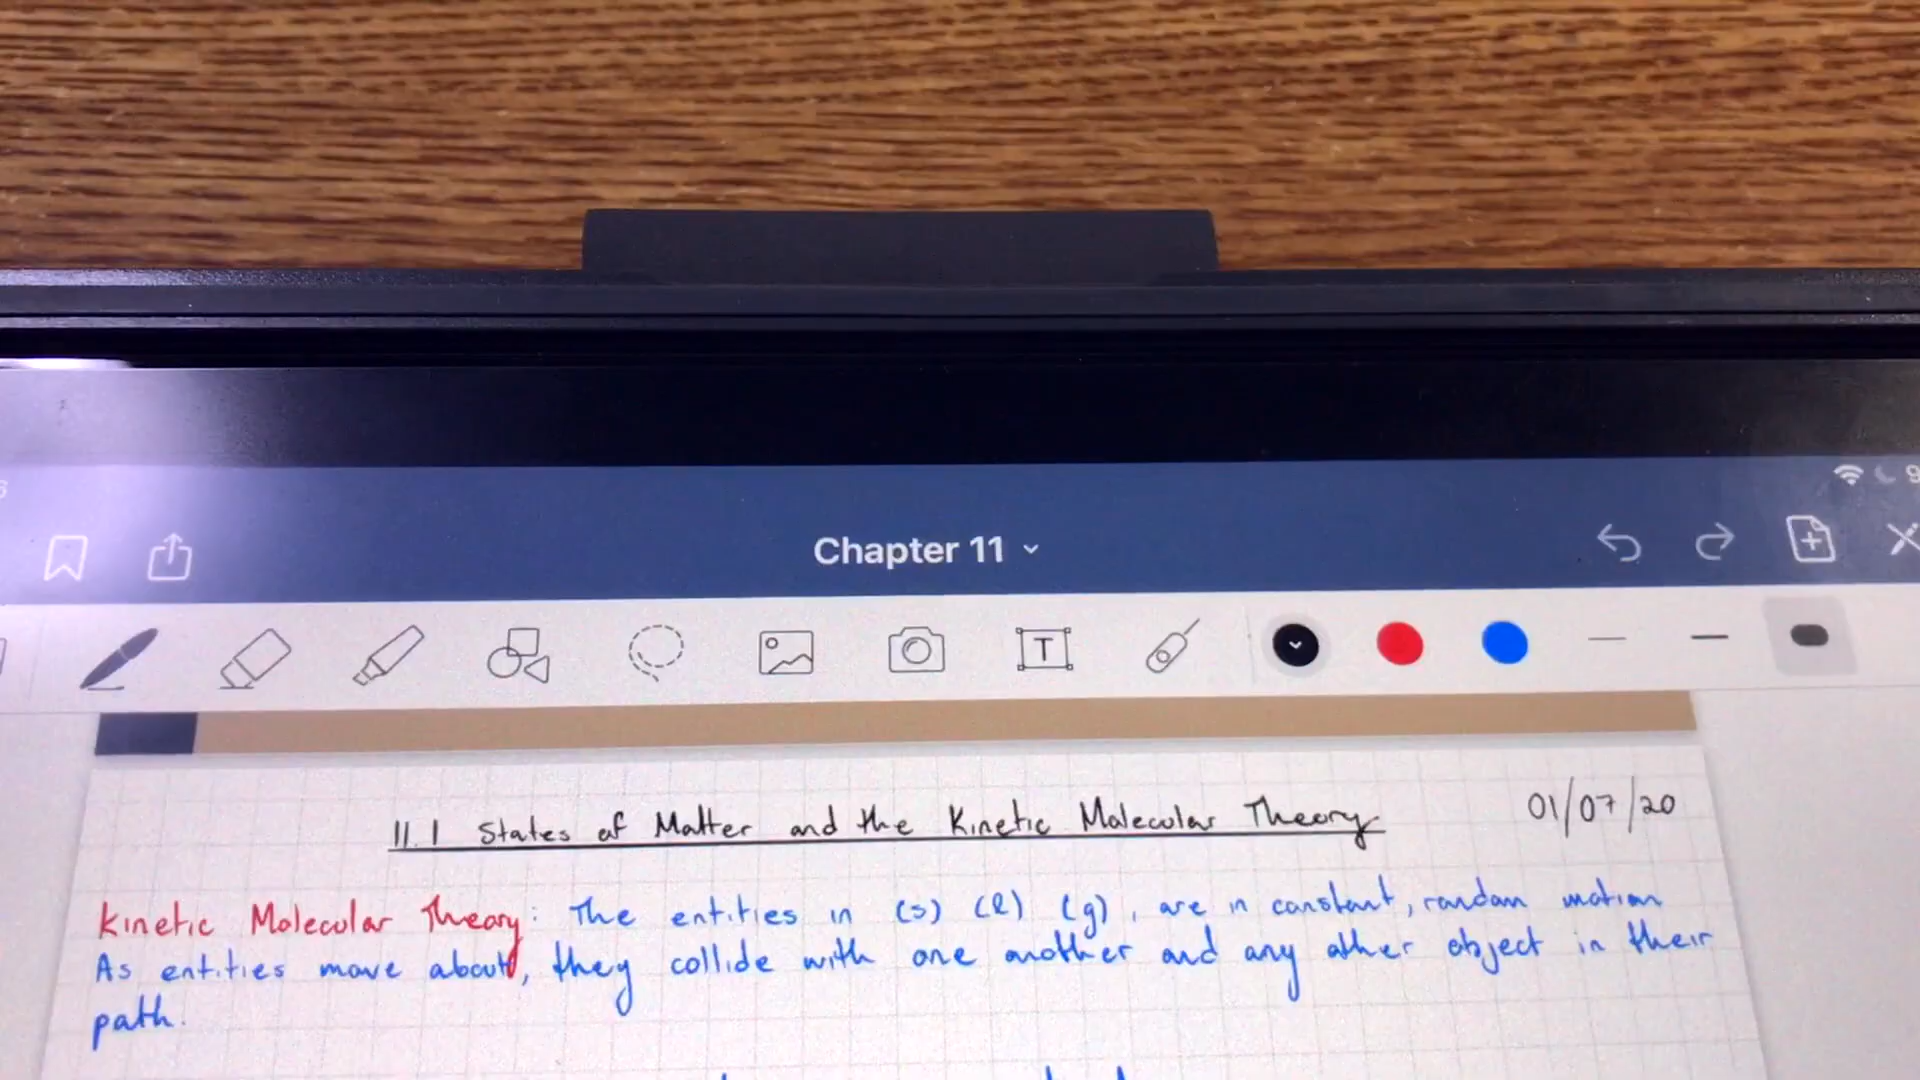 Chapter 11
T
11.1 States of Matter and the Kinetic Molecular Theory 01/07/20
Kinetic Molecular Theory: The entities in (s) (l) (g), are in constant, random motion
As entities move about, they collide with one another and any other object in their
path.